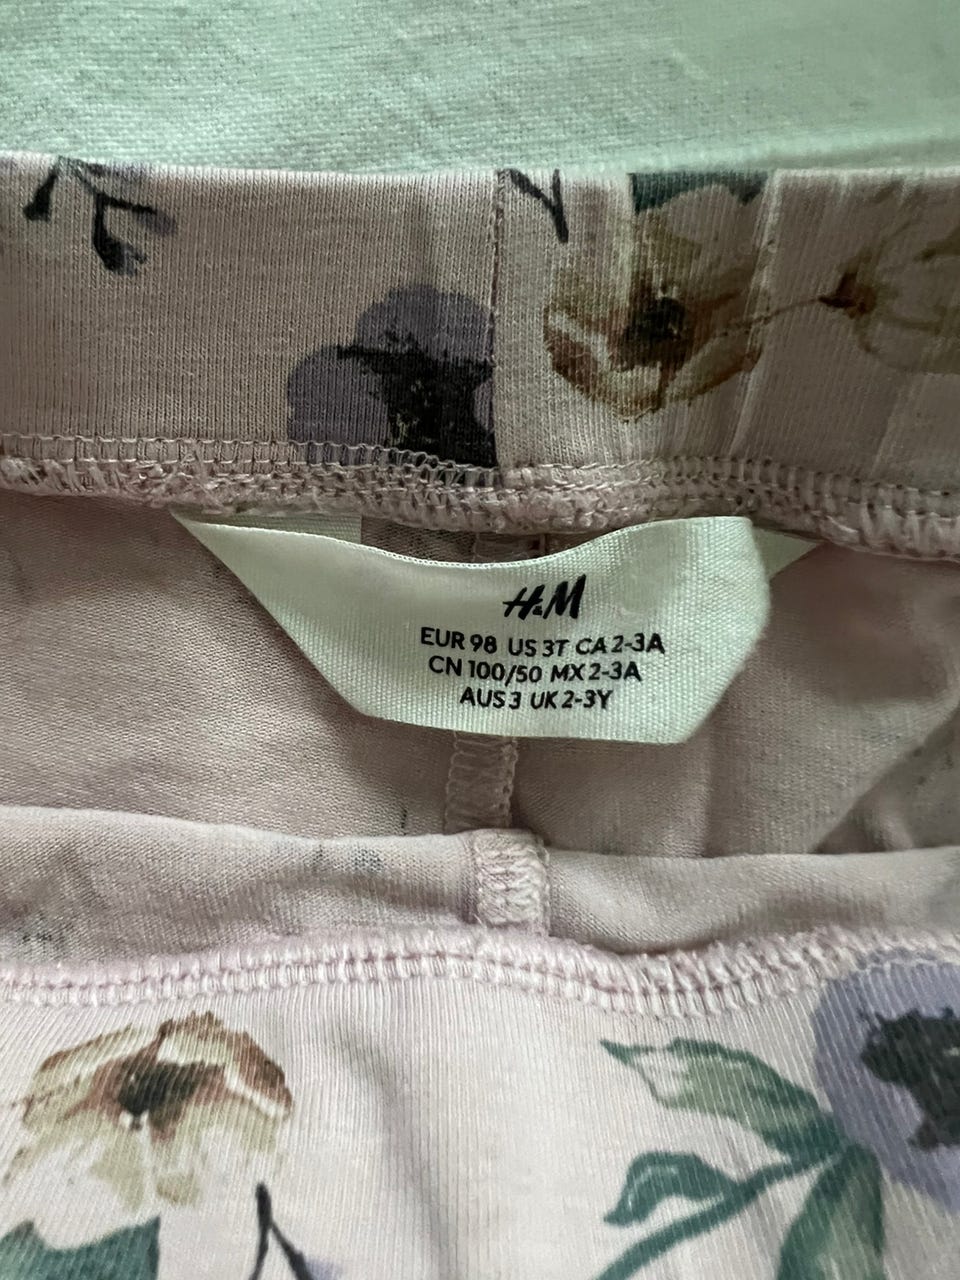 H&M
EUR 98 US 3T CA 2-3A
CN 100/50 MX 2-3A
AUS 3 UK 2-3Y